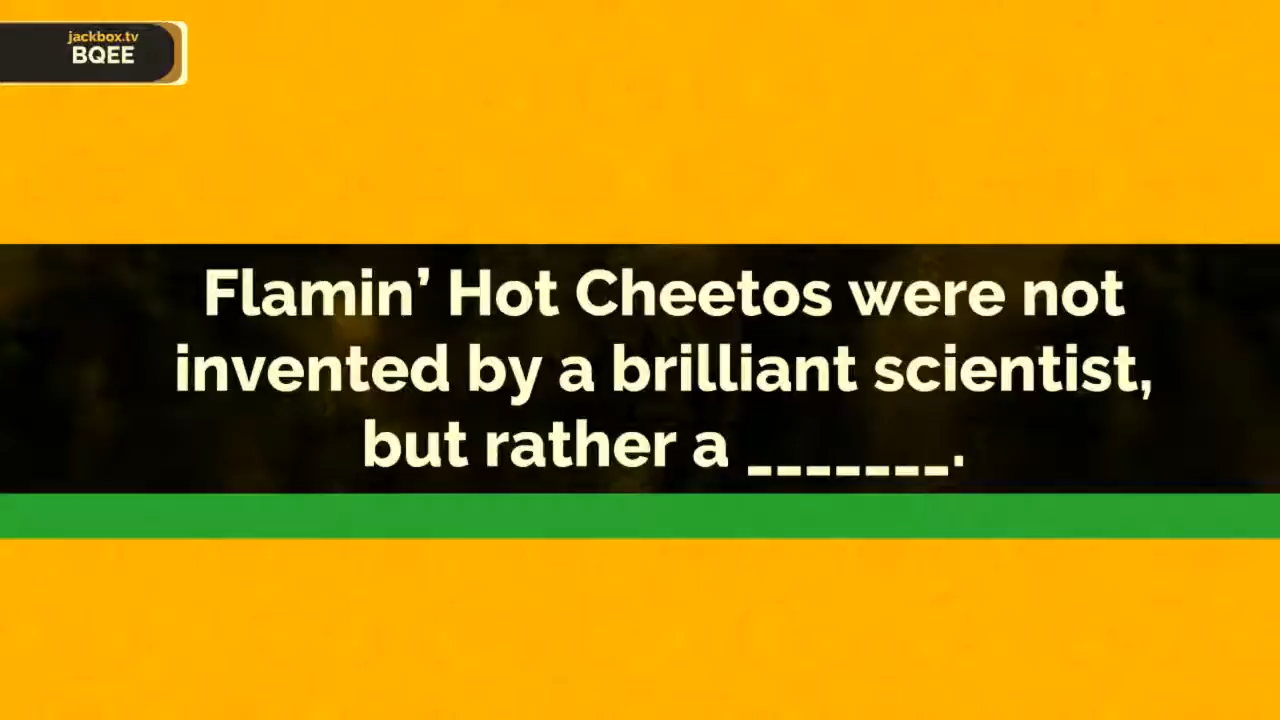 jackbox.tv
BQEE
Flamin’ Hot Cheetos were not
invented by a brilliant scientist,
but rather a _______.